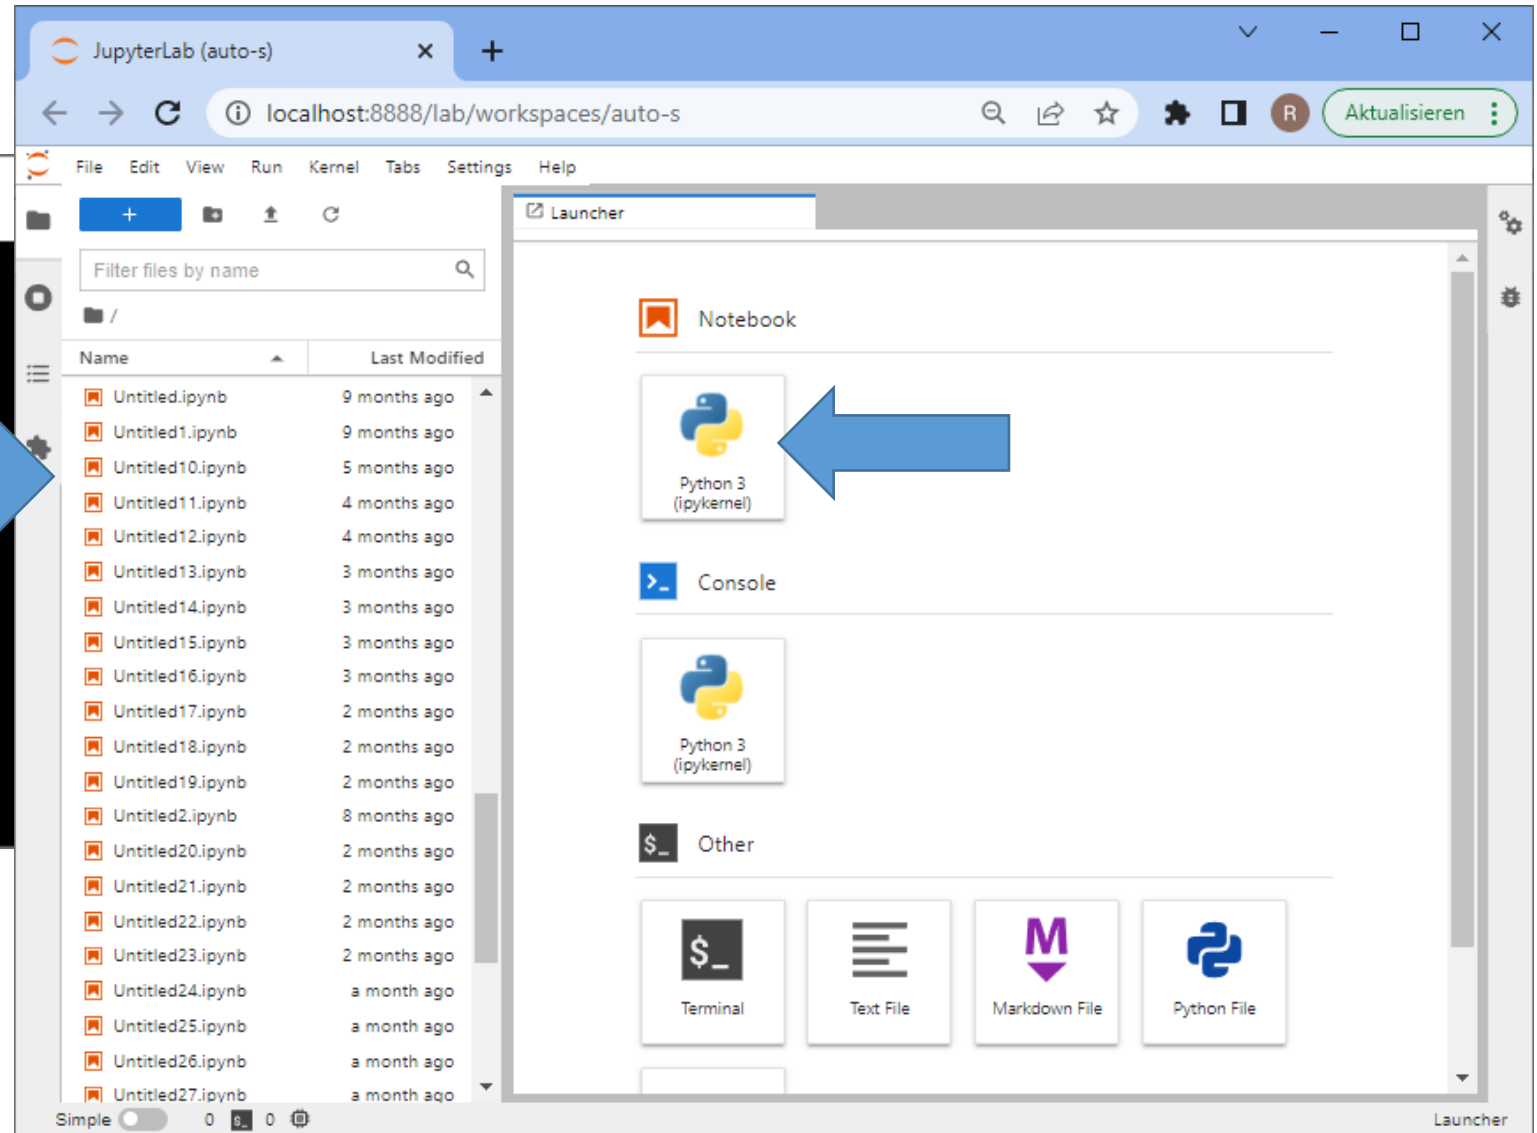 JupyterLab (auto-s)
localhost:8888/lab/workspaces/auto-s
R
Aktualisieren
File Edit View Run Kernel Tabs Settings Help
+
Filter files by name
/
Name Last Modified
Untitled.ipynb 9 months ago
Untitled1.ipynb 9 months ago
Untitled10.ipynb 5 months ago
Untitled11.ipynb 4 months ago
Untitled12.ipynb 4 months ago
Untitled13.ipynb 3 months ago
Untitled14.ipynb 3 months ago
Untitled15.ipynb 3 months ago
Untitled16.ipynb 3 months ago
Untitled17.ipynb 2 months ago
Untitled18.ipynb 2 months ago
Untitled19.ipynb 2 months ago
Untitled2.ipynb 8 months ago
Untitled20.ipynb 2 months ago
Untitled21.ipynb 2 months ago
Untitled22.ipynb 2 months ago
Untitled23.ipynb 2 months ago
Untitled24.ipynb a month ago
Untitled25.ipynb a month ago
Untitled26.ipynb a month ago
Untitled27.ipynb a month ago
Launcher
Notebook
Python 3
(ipykernel)
>_ Console
Python 3
(ipykernel)
$_ Other
$_
M
Terminal Text File Markdown File Python File
Simple 0 $_ 0 Launcher